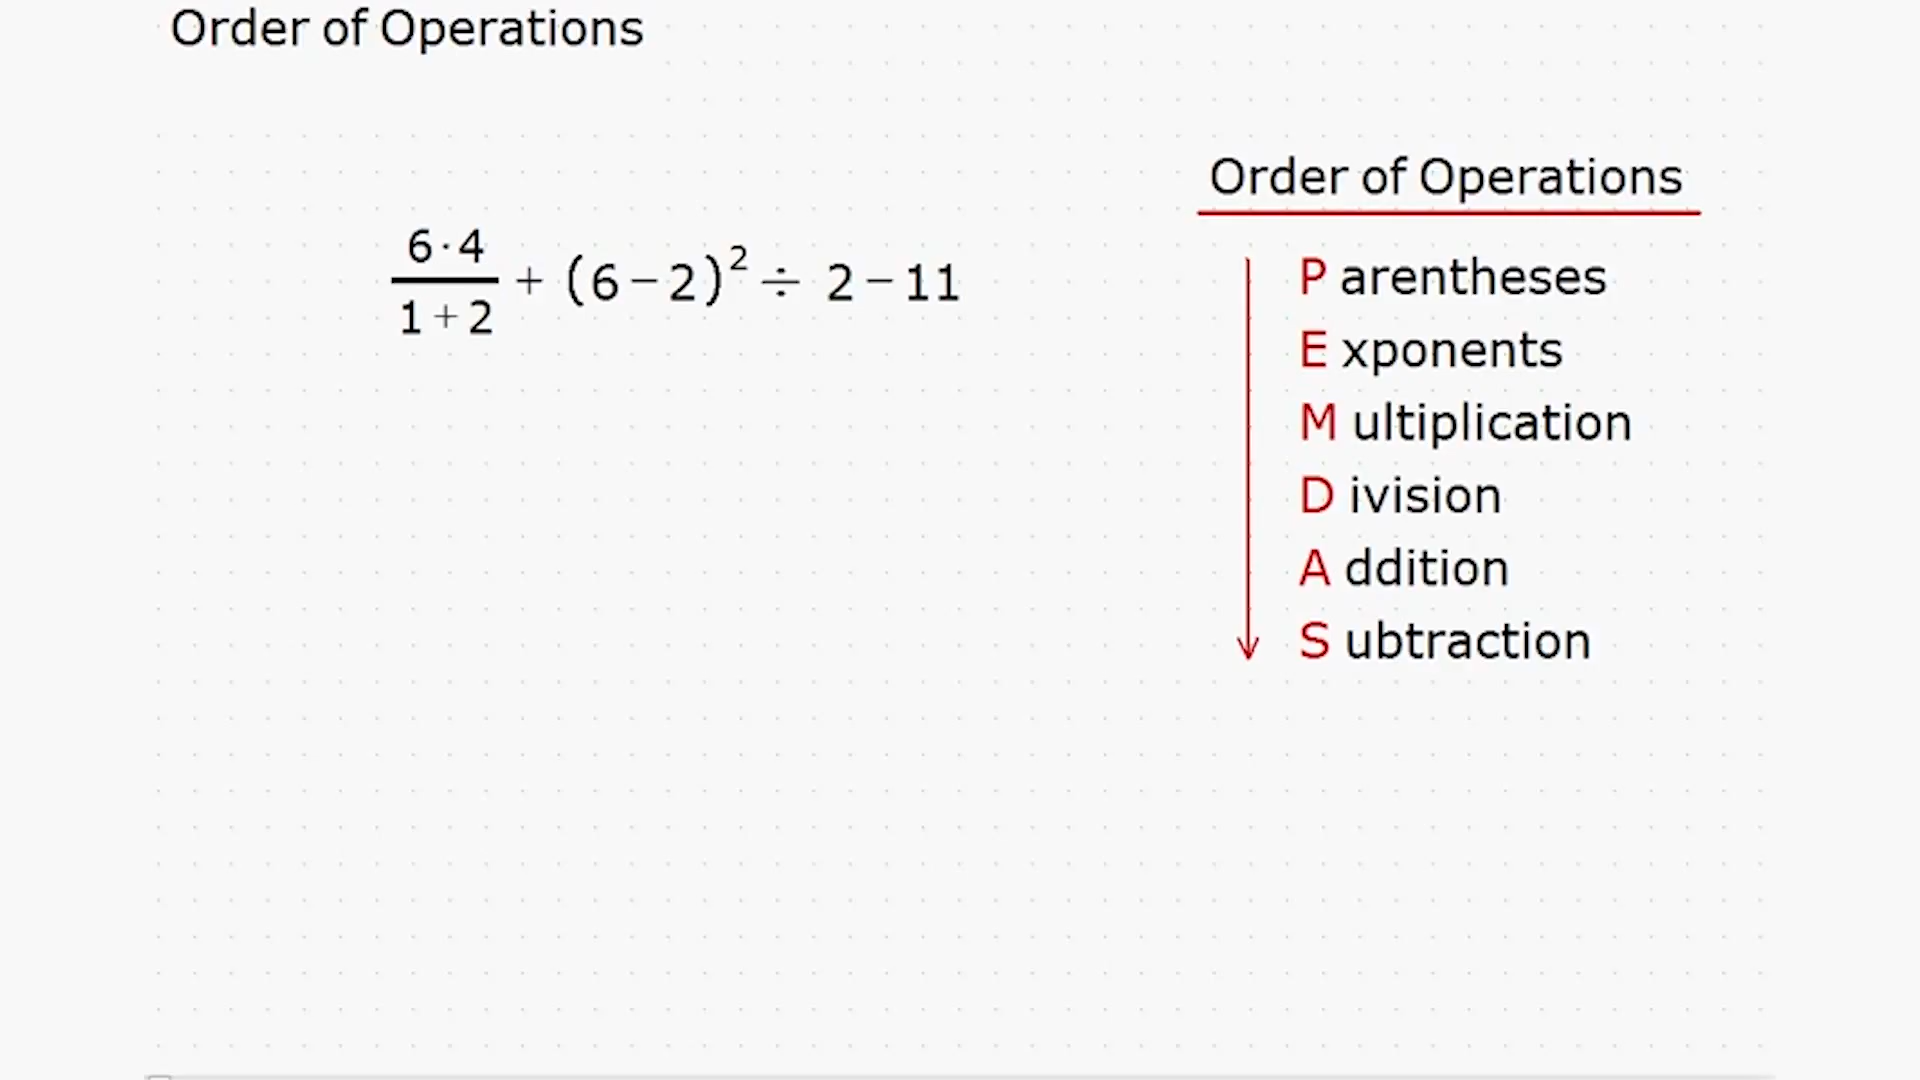 Order of Operations
6·4
1+2
+ (6−2)² ÷ 2−11
Order of Operations
P arentheses
E xponents
M ultiplication
D ivision
A ddition
S ubtraction